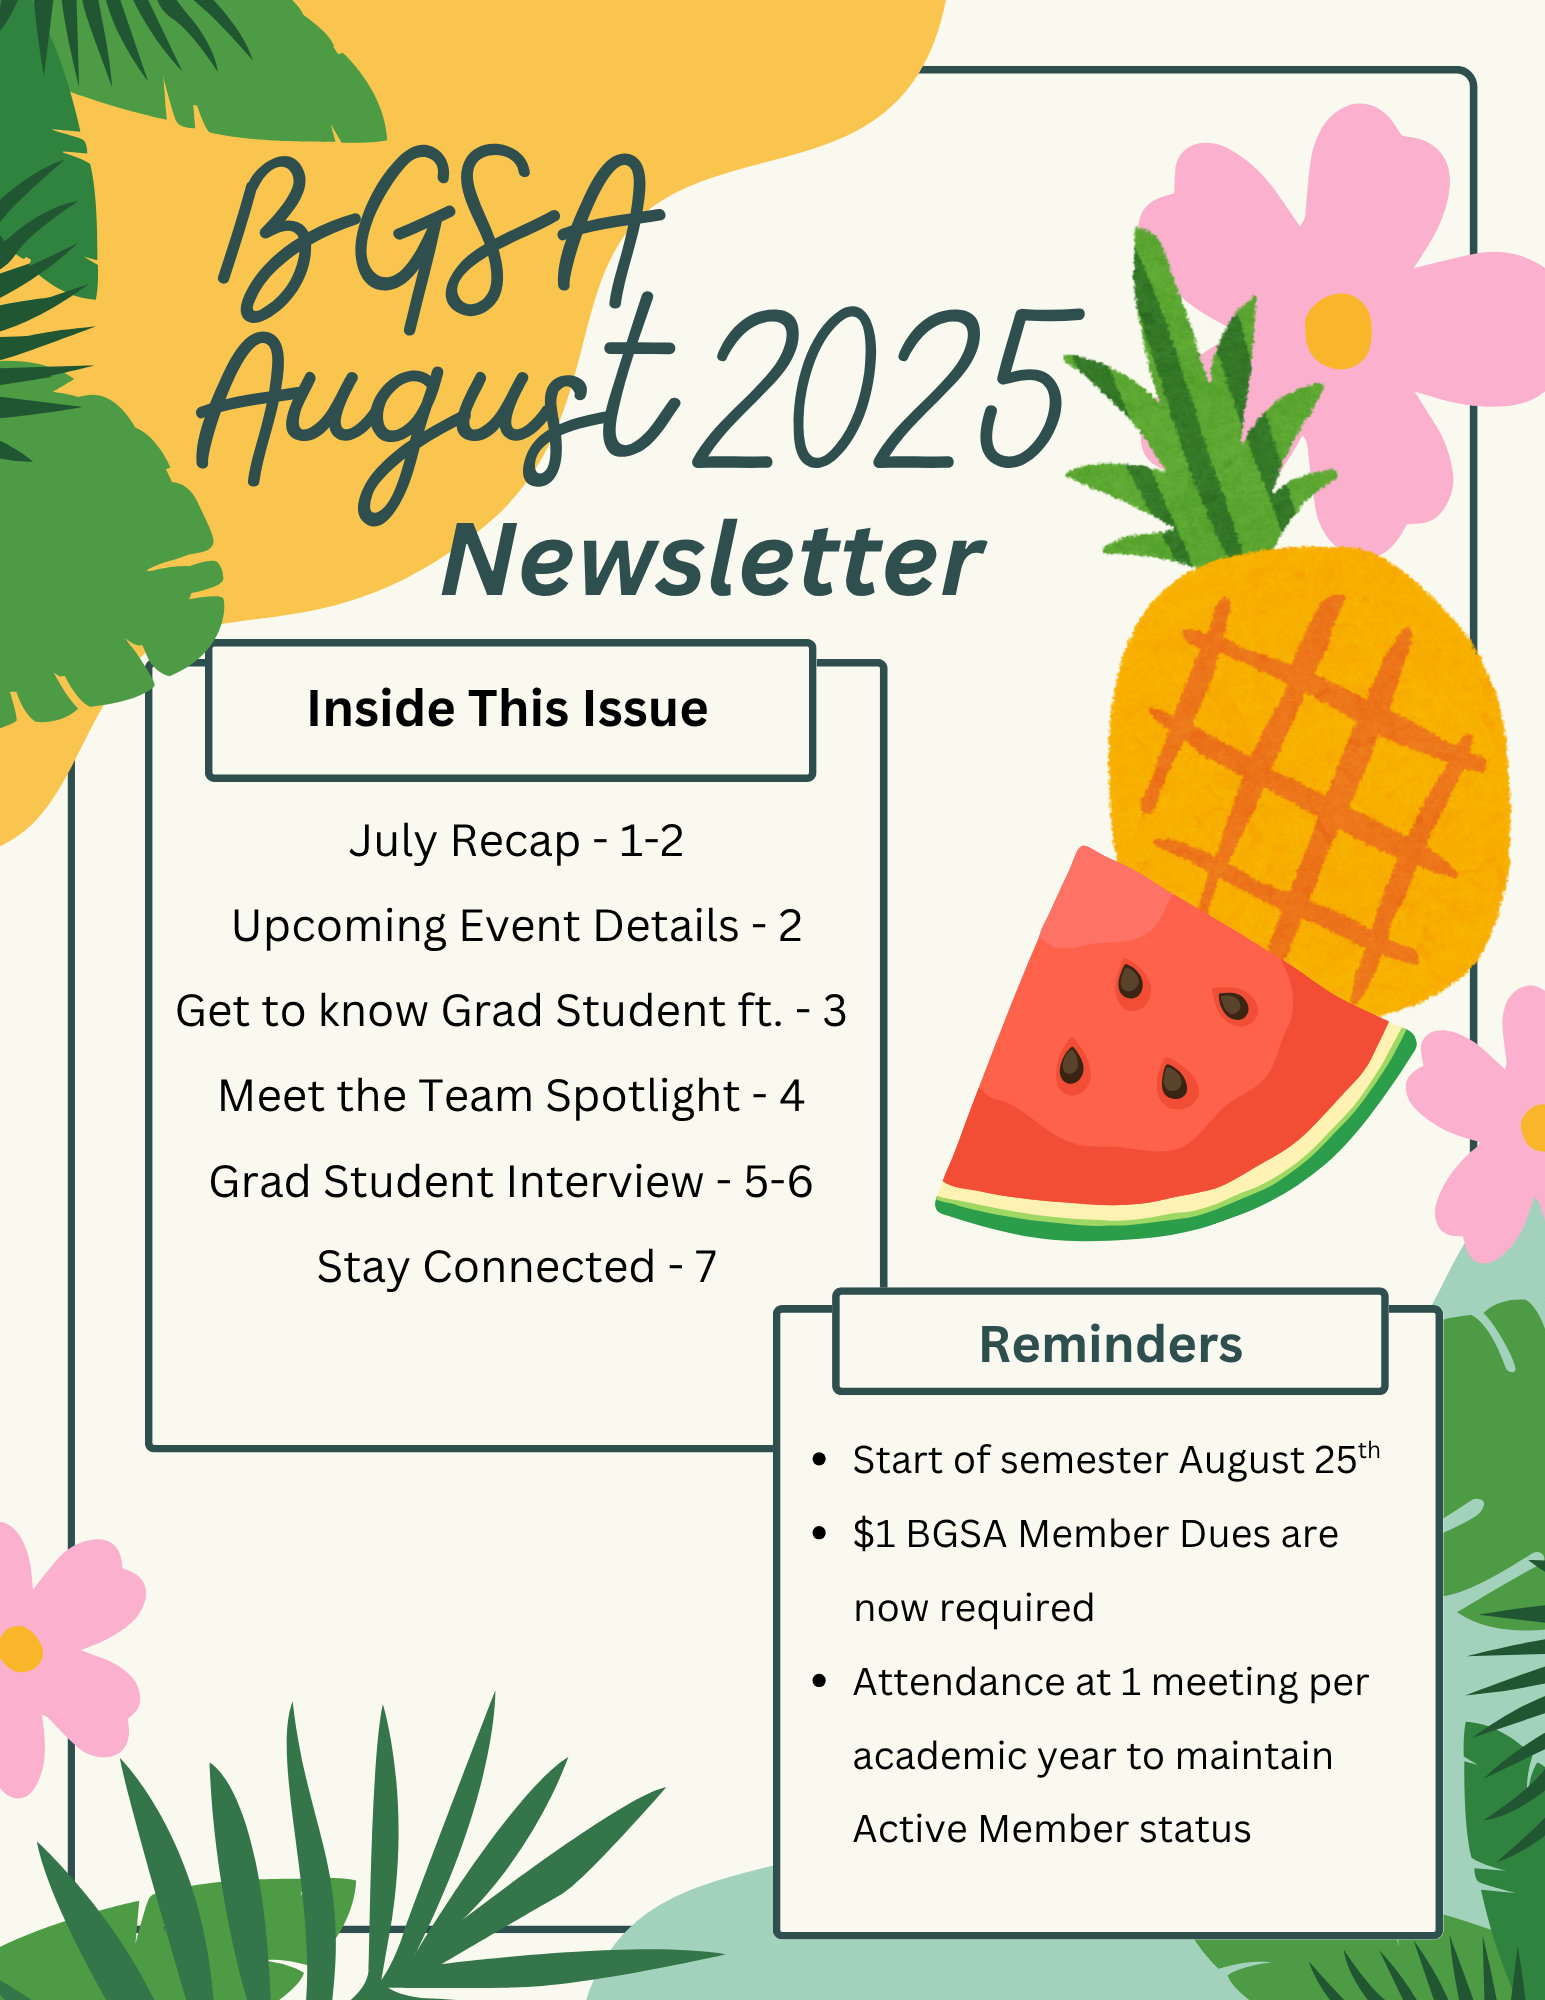 BGSA
August 2025
Newsletter
Inside This Issue
July Recap - 1-2
Upcoming Event Details - 2
Get to know Grad Student ft. - 3
Meet the Team Spotlight - 4
Grad Student Interview - 5-6
Stay Connected - 7
Reminders
• Start of semester August 25th
• $1 BGSA Member Dues are
now required
• Attendance at 1 meeting per
academic year to maintain
Active Member status